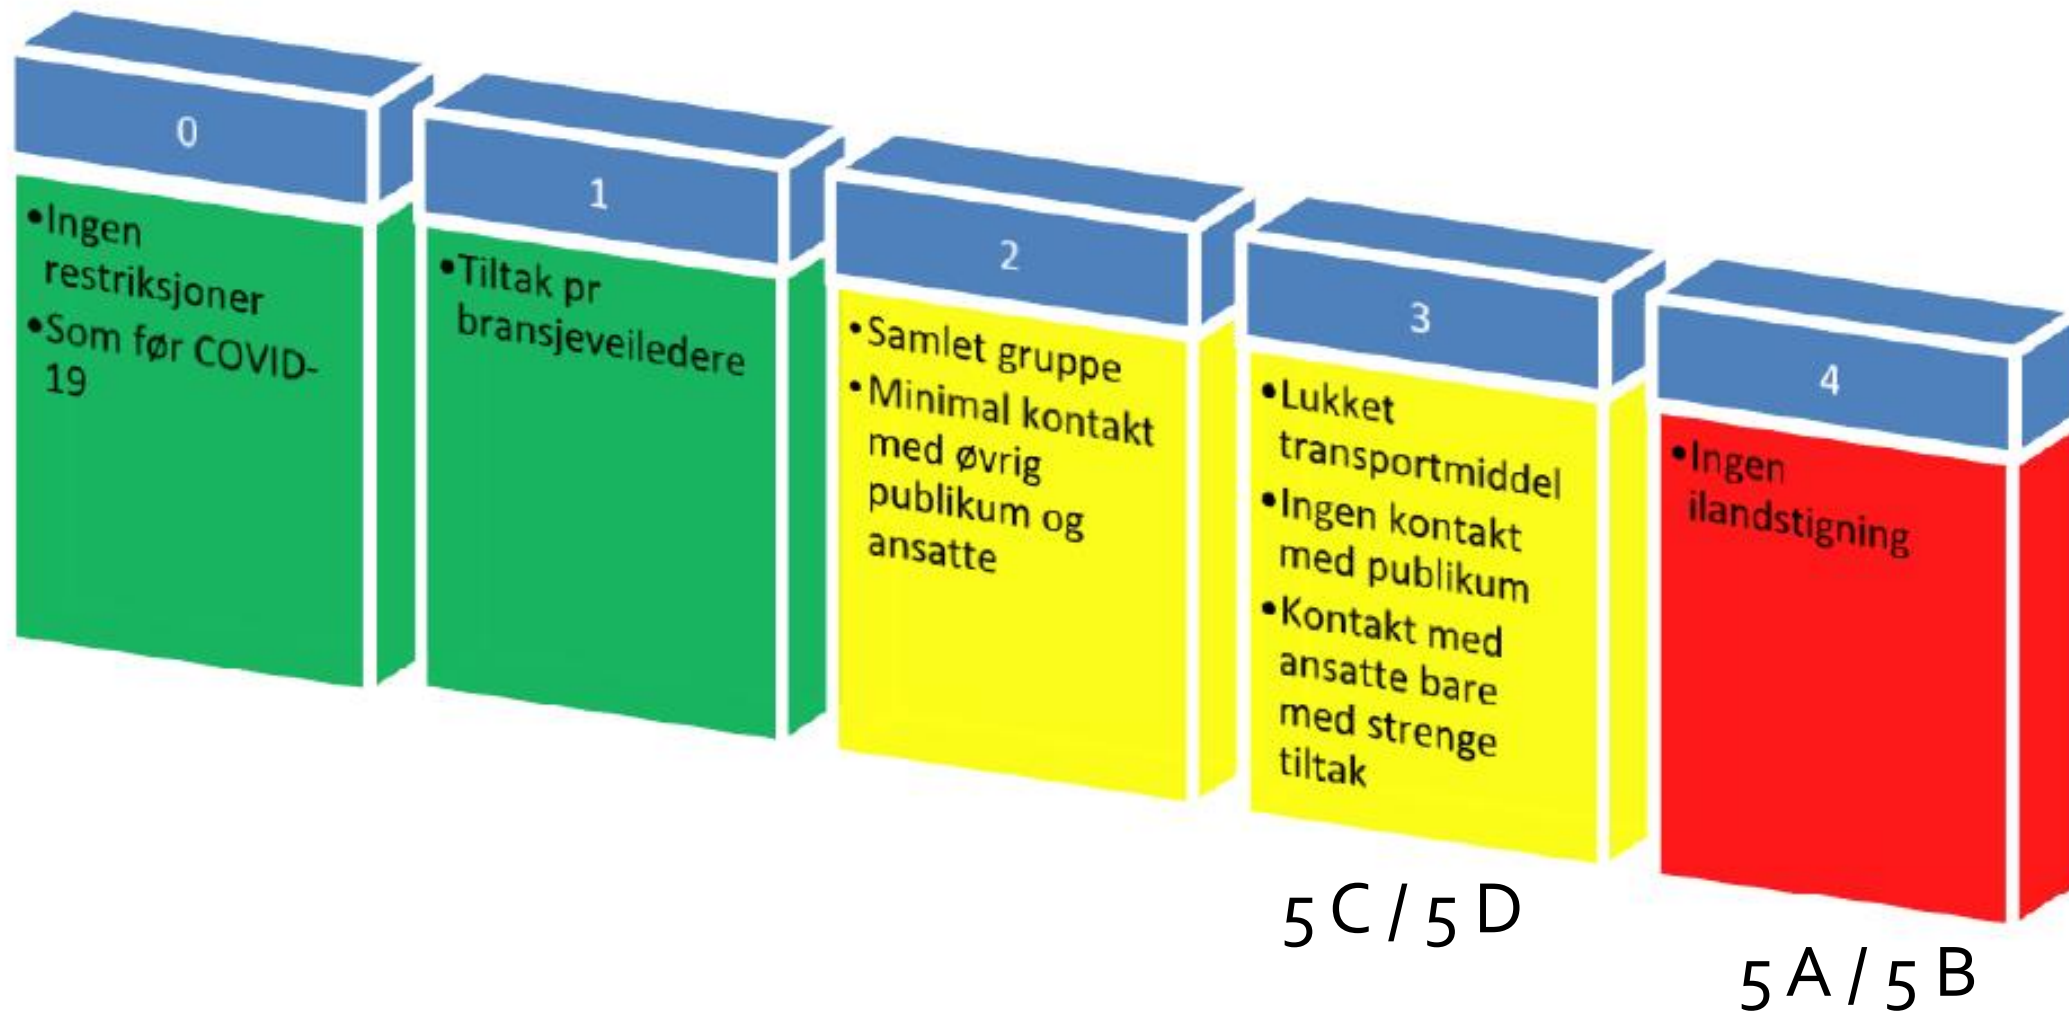 0
•Ingen
restriksjoner
•Som før COVID-
19
1
•Tiltak pr
bransjeveiledere
2
•Samlet gruppe
•Minimal kontakt
med øvrig
publikum og
ansatte
3
•Lukket
transportmiddel
•Ingen kontakt
med publikum
•Kontakt med
ansatte bare
med strenge
tiltak
4
•Ingen
ilandstigning
5 C / 5 D
5 A / 5 B